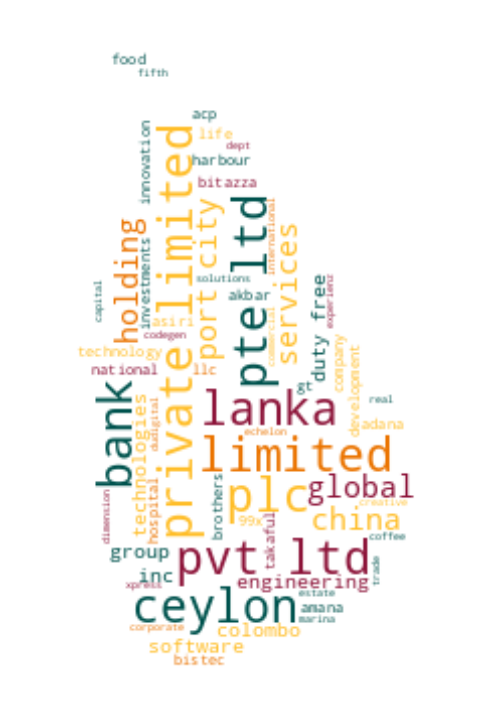 food
fifth
acp
innovation
private limited
life
dept
harbour
bitazza
pte ltd
international
port city
holding
services
investments
solutions
duty free
experienz
capital
akbar
commercial
asiri
codegen
technology
company
development
national
llc
gt
bank
lanka
real
technologies
dudigital
adana
echelon
limited
hospital
brothers
plc
global
dimension
creative
99x
china
takaful
coffee
group
pvt ltd
trade
inc
xpress
engineering
ceylon
estate
amana
marina
corporate
colombo
software
bistec